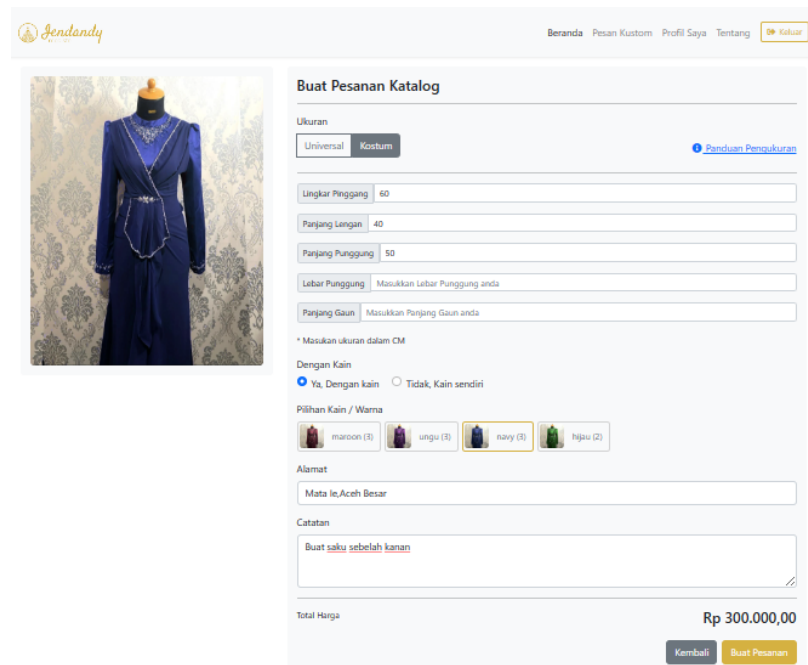 Jendandy
Beranda Pesan Kustom Profil Saya Tentang Keluar
Buat Pesanan Katalog
Ukuran
Universal Kostum
Panduan Pengukuran
Lingkar Pinggang 60
Panjang Lengan 40
Panjang Punggung 50
Lebar Punggung Masukkan Lebar Punggung anda
Panjang Gaun Masukkan Panjang Gaun anda
* Masukan ukuran dalam CM
Dengan Kain
Ya, Dengan kain Tidak, Kain sendiri
Pilihan Kain / Warna
maroon (3) ungu (3) navy (3) hijau (2)
Alamat
Mata Ie,Aceh Besar
Catatan
Buat saku sebelah kanan
Total Harga Rp 300.000,00
Kembali Buat Pesanan